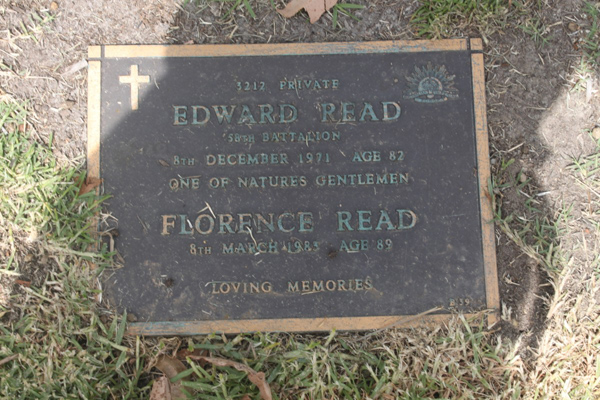 3212 PRIVATE
EDWARD READ
58TH BATTALION
8TH DECEMBER 1971 AGE 82
ONE OF NATURES GENTLEMEN
FLORENCE READ
8TH MARCH 1983 AGE 89
LOVING MEMORIES